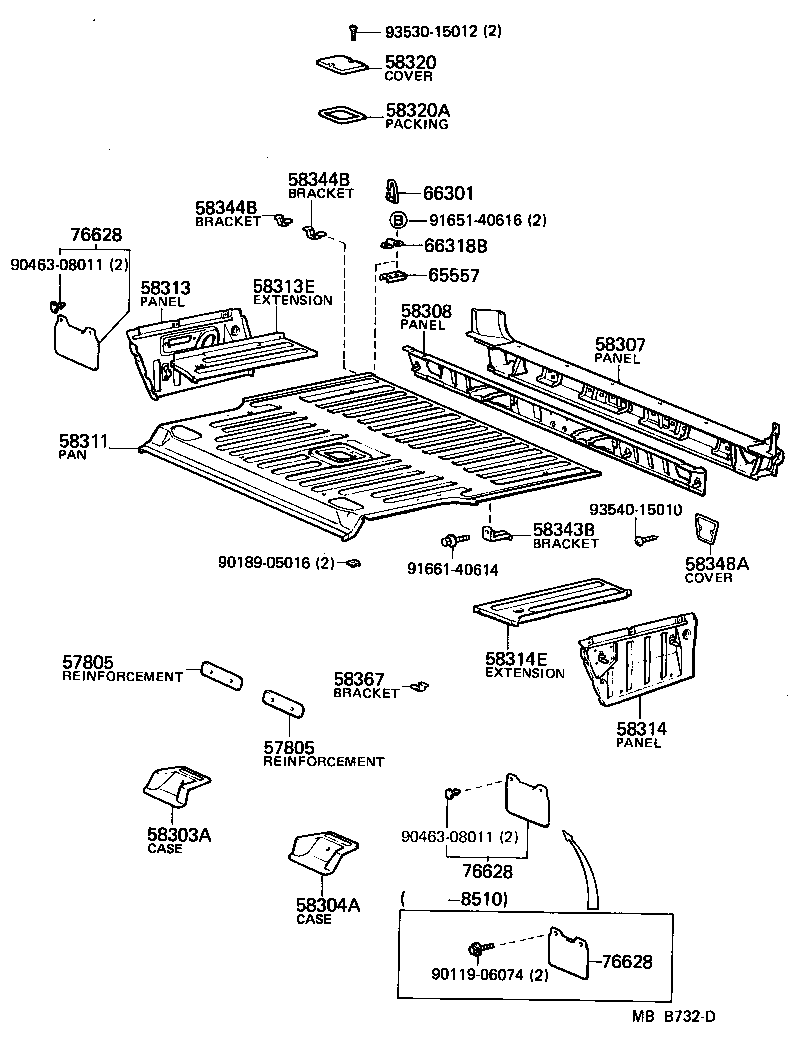 93530-15012 (2)
58320
COVER
58320A
PACKING
58344B
BRACKET
58344B
BRACKET
66301
B
91651-40616 (2)
76628
66318B
90463-08011 (2)
65557
58313
PANEL
58313E
EXTENSION
58308
PANEL
58307
PANEL
58311
PAN
93540-15010
58343B
BRACKET
90189-05016 (2)
91661-40614
58348A
COVER
58314E
EXTENSION
57805
REINFORCEMENT
58367
BRACKET
58314
PANEL
57805
REINFORCEMENT
58303A
CASE
90463-08011 (2)
76628
58304A
CASE
( -8510)
76628
90119-06074 (2)
MB B732-D